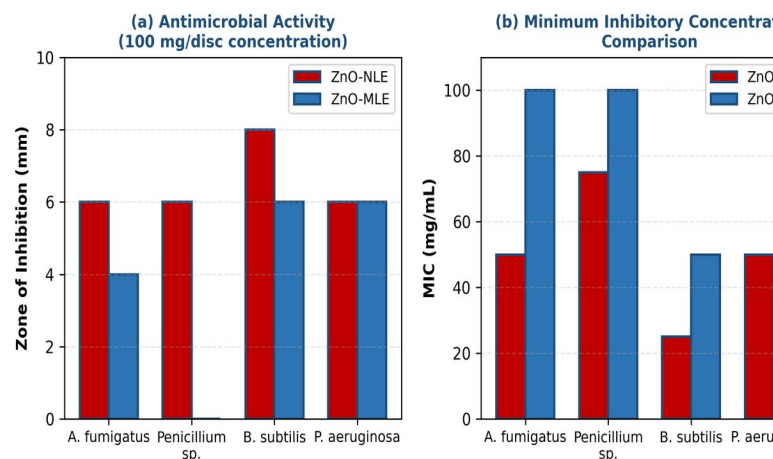 (a) Antimicrobial Activity
(100 mg/disc concentration)
Zone of Inhibition (mm)
10
8
6
4
2
0
ZnO-NLE
ZnO-MLE
A. fumigatus
Penicillium
sp.
B. subtilis
P. aeruginosa
(b) Minimum Inhibitory
Comparison
MIC (mg/mL)
100
80
60
40
20
0
A. fumigatus
Penicillium
sp.
B. subtilis